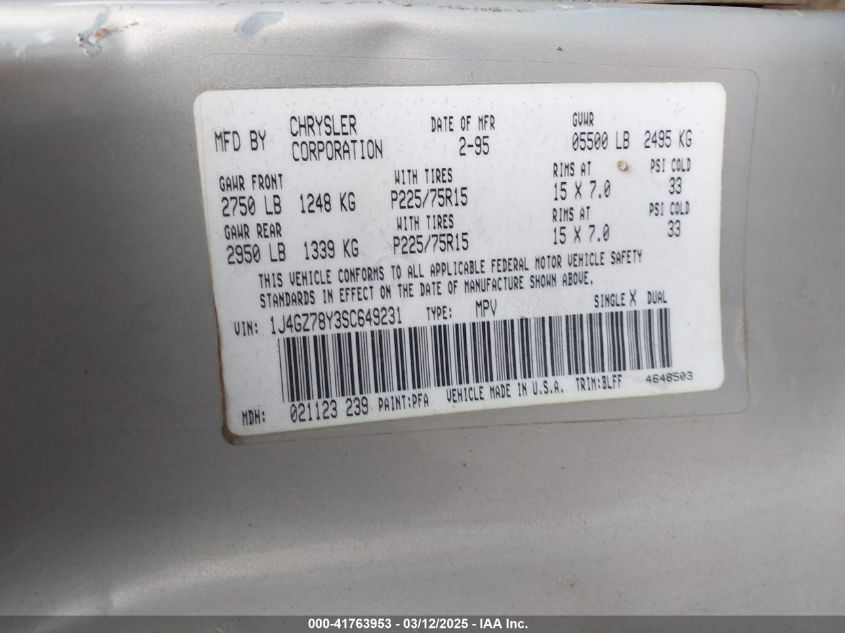 MFD BY CHRYSLER CORPORATION DATE OF MFR 2-95 GVWR 05500 LB 2495 KG
GAWR FRONT WITH TIRES RIMS AT PSI COLD
2750 LB 1248 KG P225/75R15 15 X 7.0 33
GAWR REAR WITH TIRES RIMS AT PSI COLD
2950 LB 1339 KG P225/75R15 15 X 7.0 33
THIS VEHICLE CONFORMS TO ALL APPLICABLE FEDERAL MOTOR VEHICLE SAFETY
STANDARDS IN EFFECT ON THE DATE OF MANUFACTURE SHOWN ABOVE.
VIN: 1J4GZ78Y3SC649231 TYPE: MPV SINGLE X DUAL
MDH: 021123 239 PAINT:PFA VEHICLE MADE IN U.S.A. TRIM:BLFF 4648503
000-41763953 - 03/12/2025 - IAA Inc.